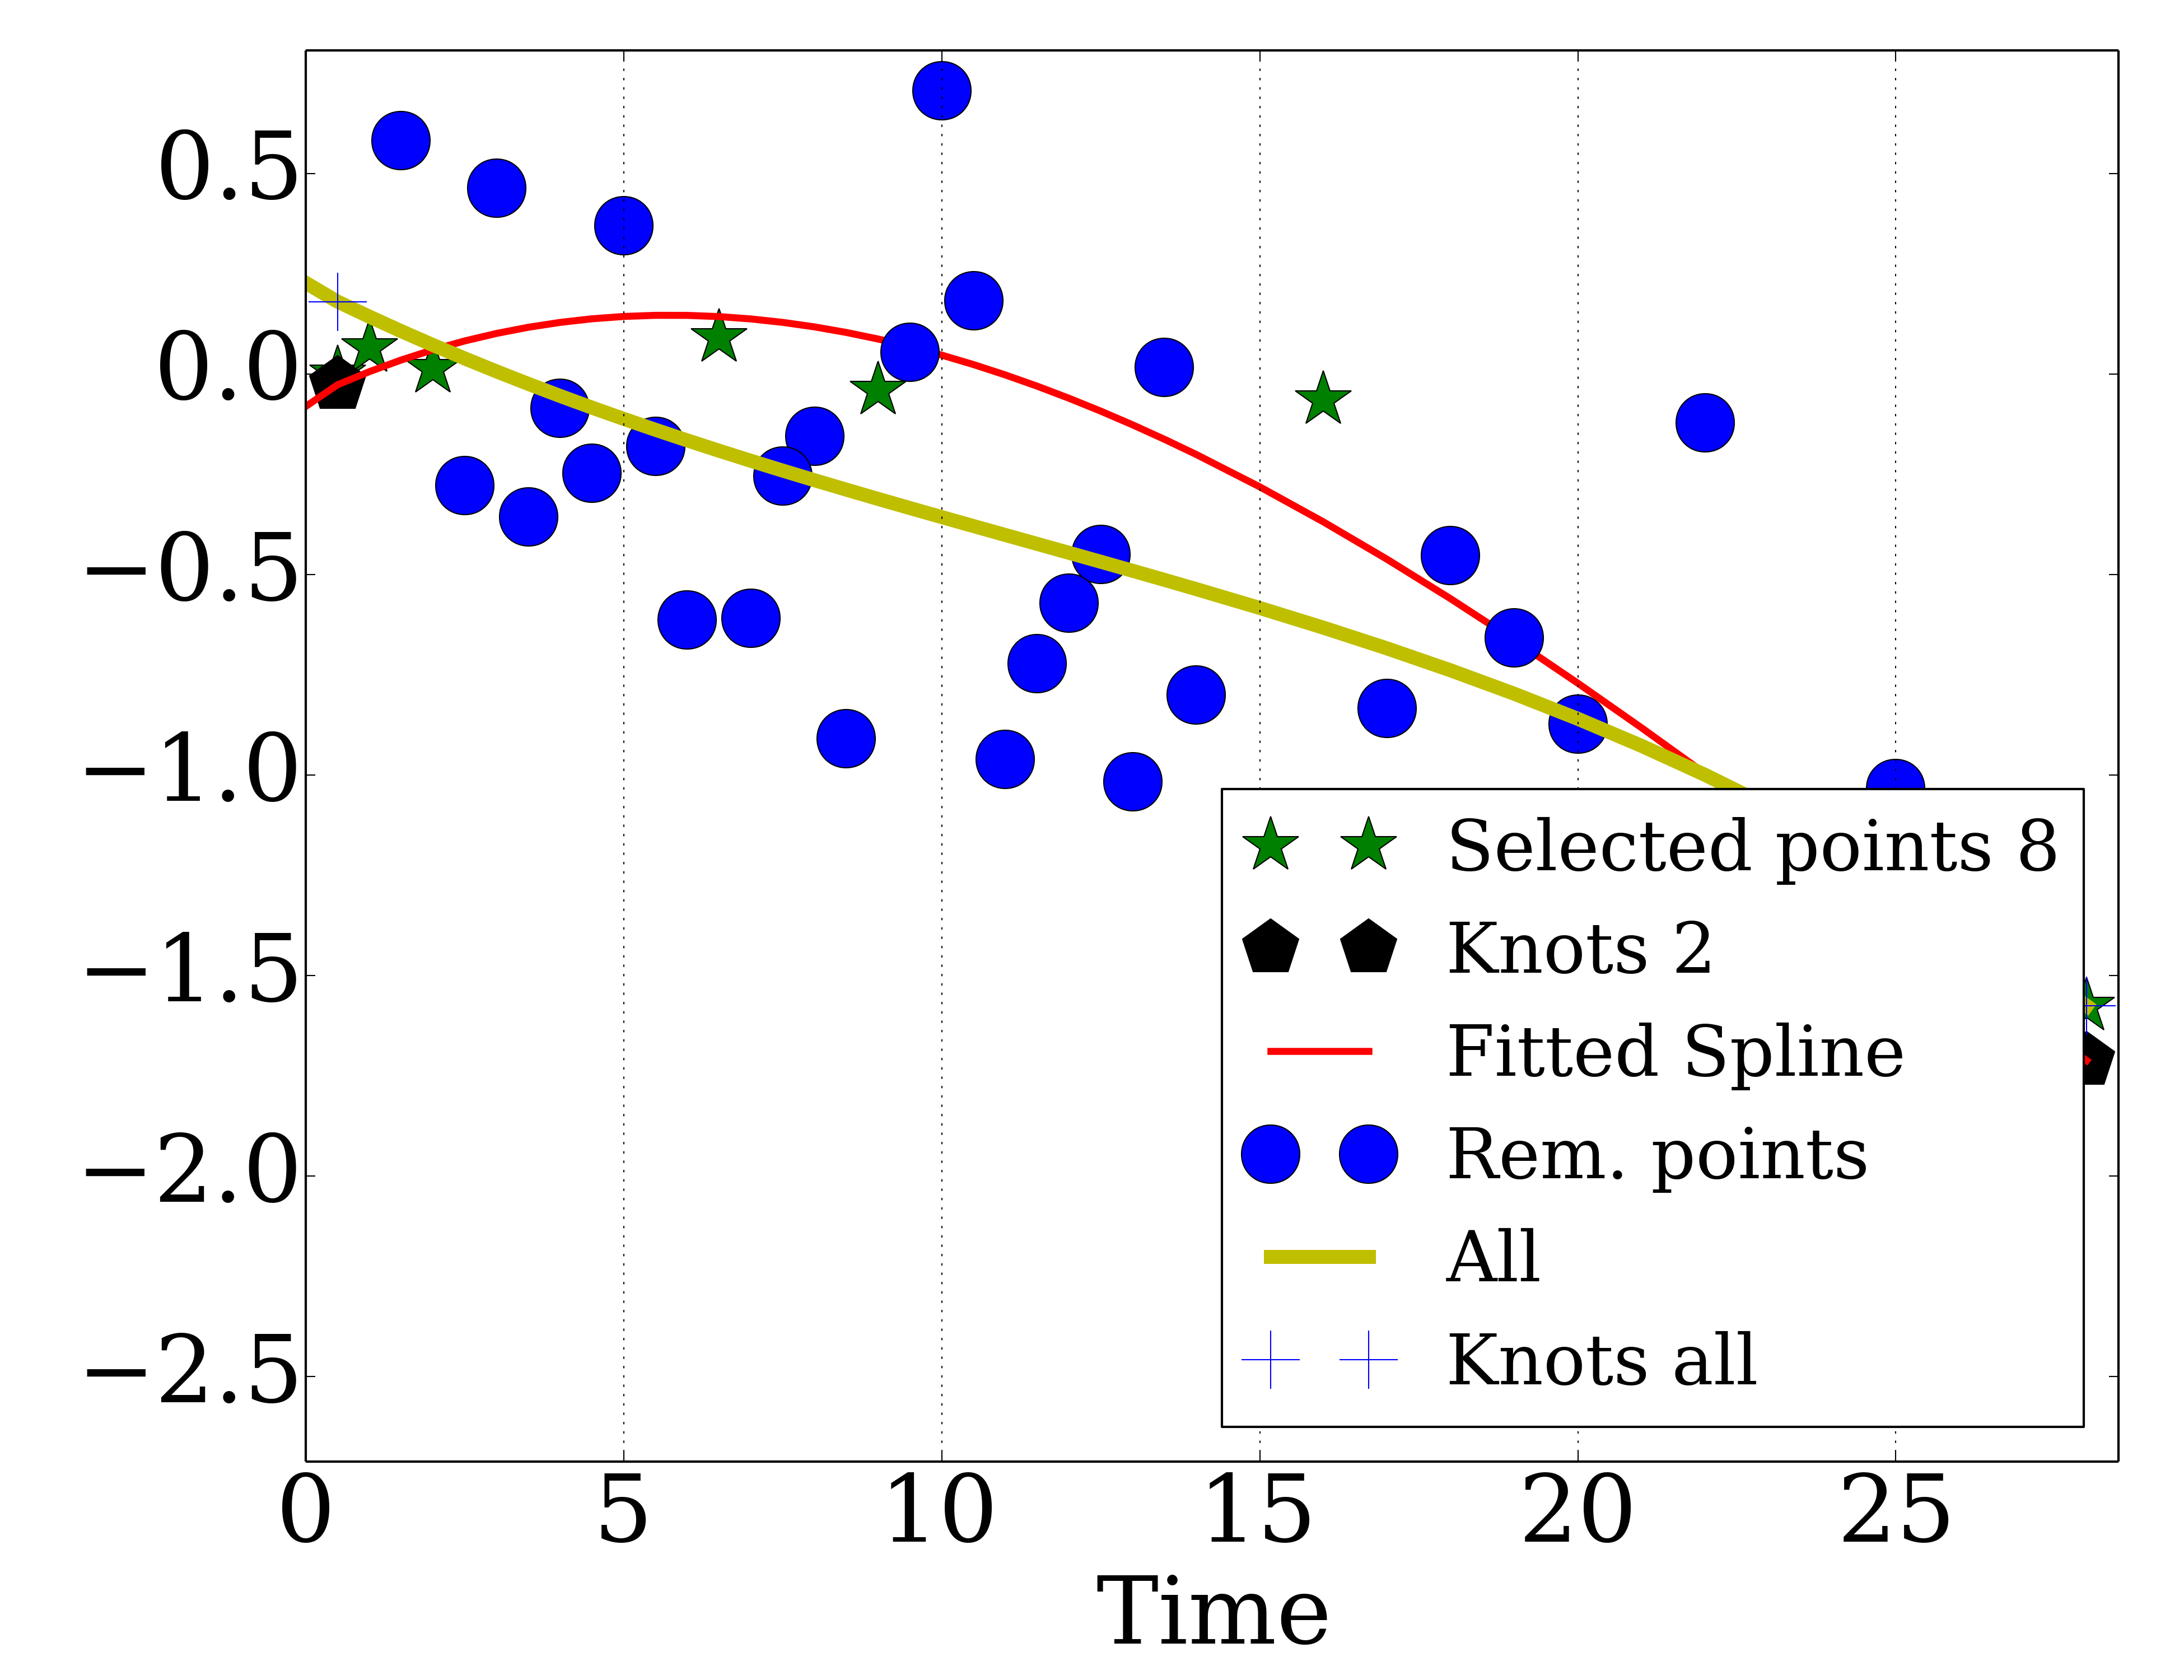 0.5
0.0
−0.5
−1.0
−1.5
−2.0
−2.5
Selected points 8
Knots 2
Fitted Spline
Rem. points
All
Knots all
0 5 10 15 20 25
Time